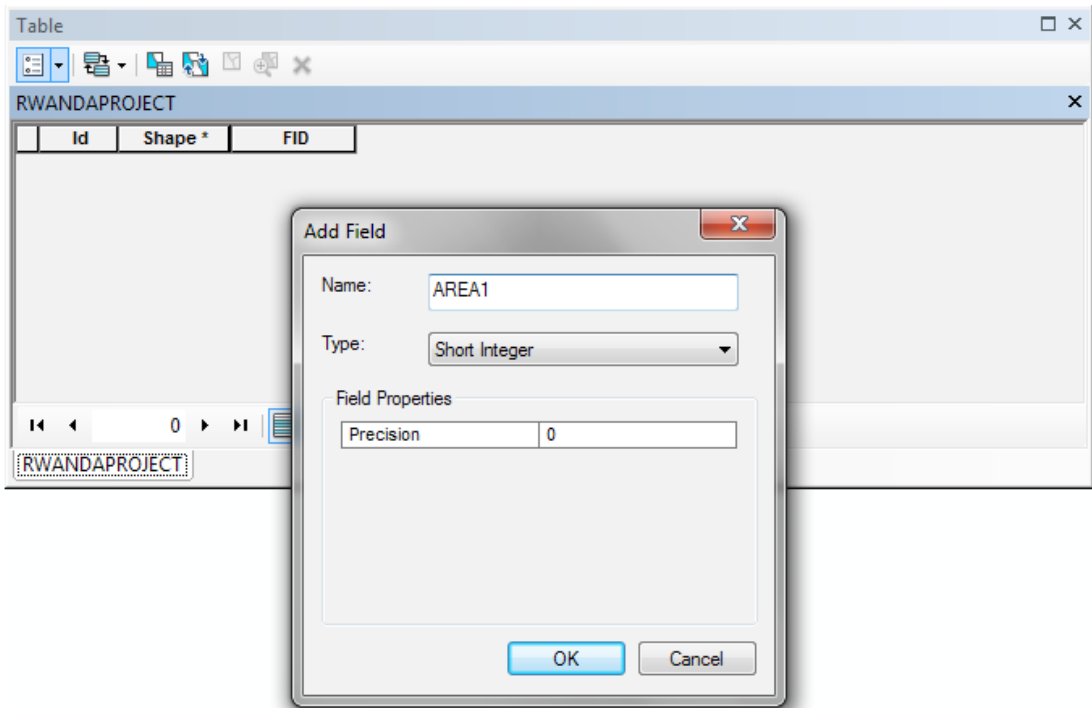 Table
RWANDAPROJECT
Id Shape * FID
Add Field
Name: AREA1
Type: Short Integer
Field Properties
Precision 0
0
RWANDAPROJECT
OK Cancel